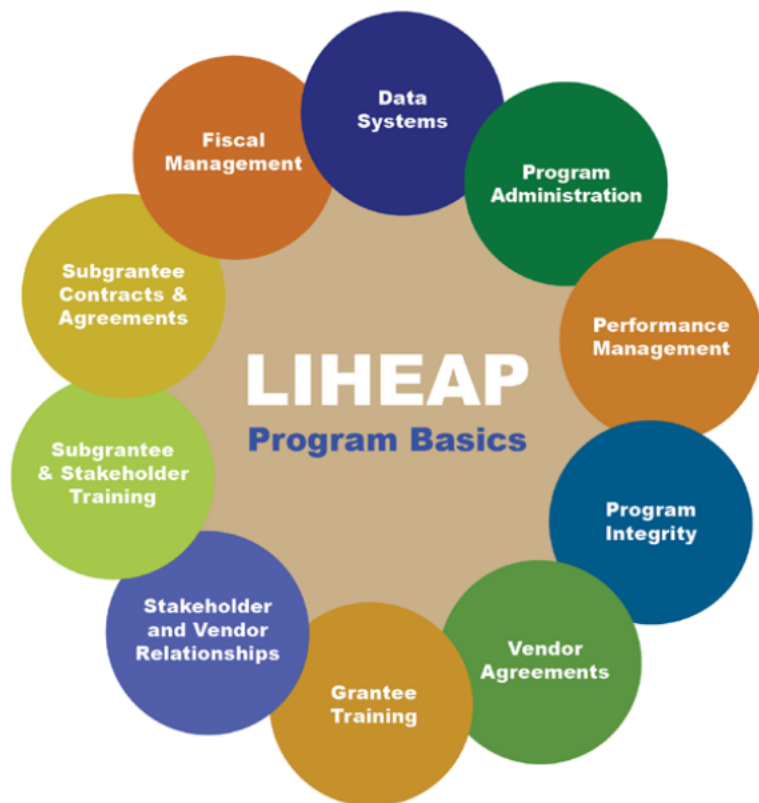 Data
Systems
Program
Administration
Performance
Management
Program
Integrity
Vendor
Agreements
Grantee
Training
Stakeholder
and Vendor
Relationships
Subgrantee
& Stakeholder
Training
Subgrantee
Contracts &
Agreements
Fiscal
Management
LIHEAP
Program Basics